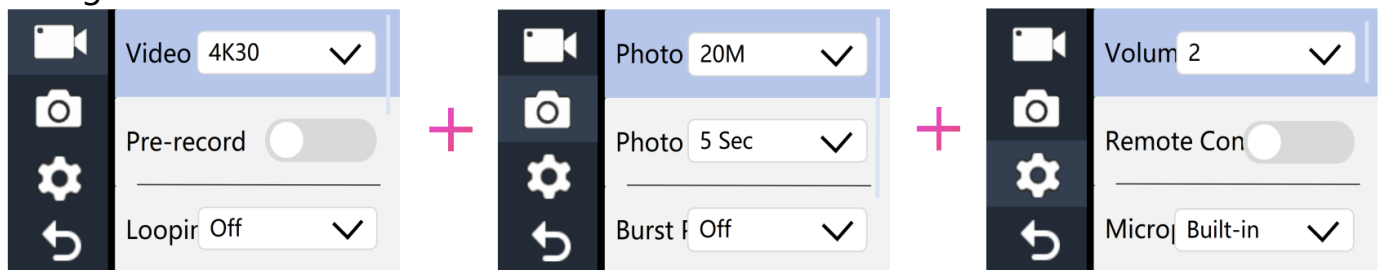 Video 4K30
Pre-record
Loopin Off
Photo 20M
Photo 5 Sec
Burst P Off
Volum 2
Remote Con
Microp Built-in